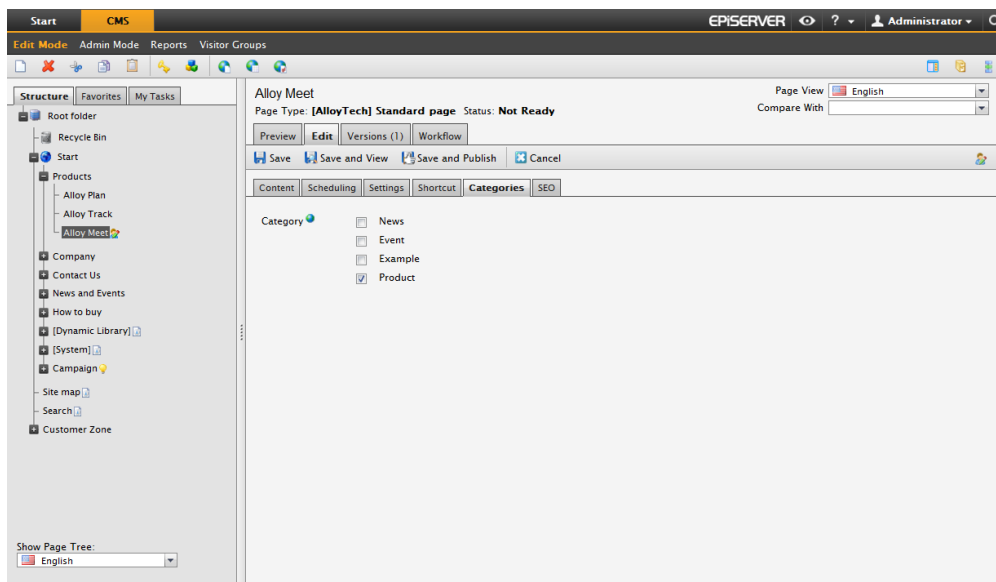 Start CMS EPiSERVER ? Administrator
Edit Mode Admin Mode Reports Visitor Groups
Structure Favorites My Tasks
Root folder
Recycle Bin
Start
Products
Alloy Plan
Alloy Track
Alloy Meet
Company
Contact Us
News and Events
How to buy
[Dynamic Library]
[System]
Campaign
Site map
Search
Customer Zone
Show Page Tree:
English
Alloy Meet
Page Type: [AlloyTech] Standard page Status: Not Ready
Page View English
Compare With
Preview Edit Versions (1) Workflow
Save Save and View Save and Publish Cancel
Content Scheduling Settings Shortcut Categories SEO
Category News
Event
Example
Product